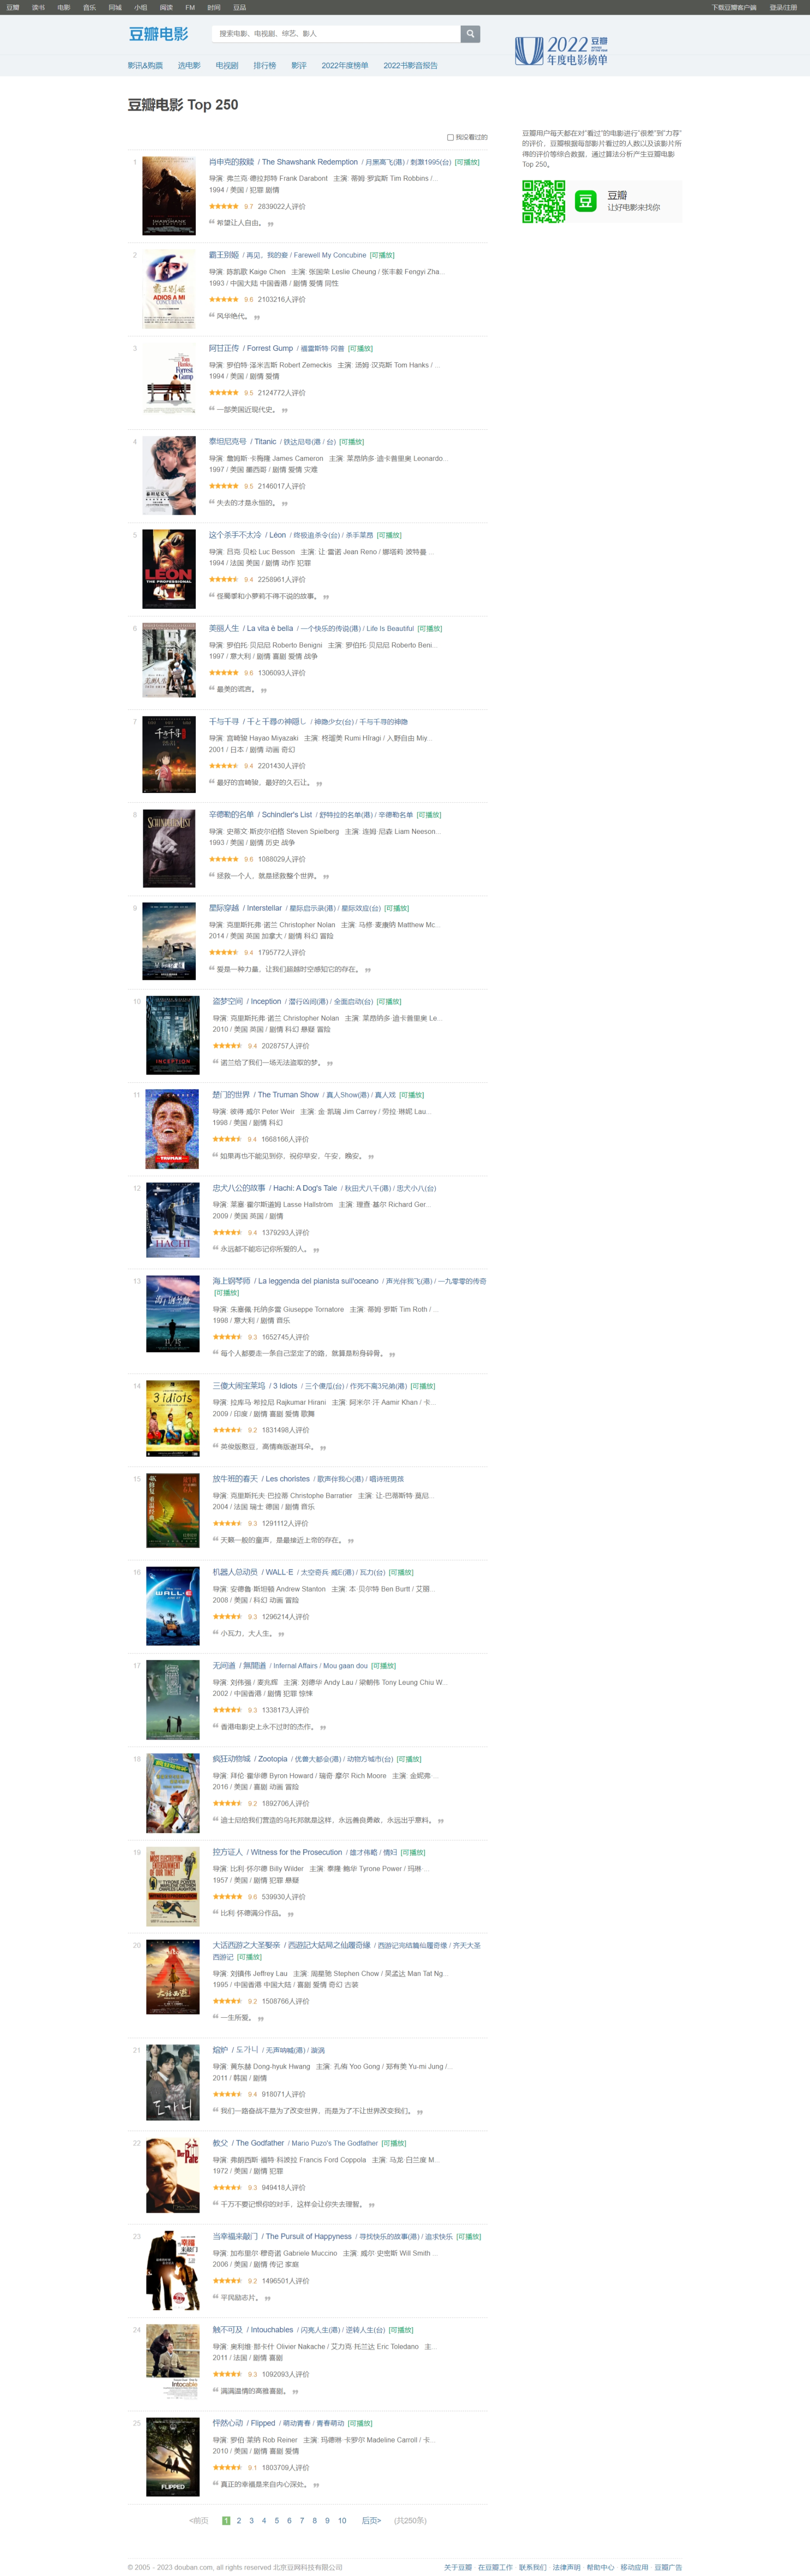 豆瓣 读书 电影 音乐 同城 小组 阅读 FM 时间 豆品 下载豆瓣客户端 登录/注册
豆瓣电影
搜索电影、电视剧、综艺、影人
2022 豆瓣
年度电影榜单
影讯&购票 选电影 电视剧 排行榜 影评 2022年度榜单 2022书影音报告
豆瓣电影 Top 250
我没看过的
豆瓣用户每天都在对“看过”的电影进行“很差”到“力荐”
的评价，豆瓣根据每部影片看过的人数以及该影片所
得的评价等综合数据，通过算法分析产生豆瓣电影
Top 250。
豆
豆瓣
让好电影来找你
1
肖申克的救赎 / The Shawshank Redemption / 月黑高飞(港) / 刺激1995(台) [可播放]
导演: 弗兰克·德拉邦特 Frank Darabont 主演: 蒂姆·罗宾斯 Tim Robbins /...
1994 / 美国 / 犯罪 剧情
9.7 2839022人评价
希望让人自由。
2
霸王别姬 / 再见，我的妾 / Farewell My Concubine [可播放]
导演: 陈凯歌 Kaige Chen 主演: 张国荣 Leslie Cheung / 张丰毅 Fengyi Zha...
1993 / 中国大陆 中国香港 / 剧情 爱情 同性
9.6 2103216人评价
风华绝代。
3
阿甘正传 / Forrest Gump / 福雷斯特·冈普 [可播放]
导演: 罗伯特·泽米吉斯 Robert Zemeckis 主演: 汤姆·汉克斯 Tom Hanks / ...
1994 / 美国 / 剧情 爱情
9.5 2124772人评价
一部美国近现代史。
4
泰坦尼克号 / Titanic / 铁达尼号(港 / 台) [可播放]
导演: 詹姆斯·卡梅隆 James Cameron 主演: 莱昂纳多·迪卡普里奥 Leonardo...
1997 / 美国 墨西哥 / 剧情 爱情 灾难
9.5 2146017人评价
失去的才是永恒的。
5
这个杀手不太冷 / Léon / 终极追杀令(台) / 杀手莱昂 [可播放]
导演: 吕克·贝松 Luc Besson 主演: 让·雷诺 Jean Reno / 娜塔莉·波特曼 ...
1994 / 法国 美国 / 剧情 动作 犯罪
9.4 2258961人评价
怪蜀黍和小萝莉不得不说的故事。
6
美丽人生 / La vita è bella / 一个快乐的传说(港) / Life Is Beautiful [可播放]
导演: 罗伯托·贝尼尼 Roberto Benigni 主演: 罗伯托·贝尼尼 Roberto Beni...
1997 / 意大利 / 剧情 爱情 战争
9.6 1306093人评价
最美的谎言。
7
千与千寻 / 千と千尋の神隠し / 神隐少女(台) / 千与千寻的神隐
导演: 宫崎骏 Hayao Miyazaki 主演: 柊瑠美 Rumi Hîragi / 入野自由 Miy...
2001 / 日本 / 剧情 动画 奇幻
9.4 2201430人评价
最好的宫崎骏，最好的久石让。
8
辛德勒的名单 / Schindler's List / 舒特拉的名单(港) / 辛德勒名单 [可播放]
导演: 史蒂文·斯皮尔伯格 Steven Spielberg 主演: 连姆·尼森 Liam Neeson...
1993 / 美国 / 剧情 历史 战争
9.6 1088029人评价
拯救一个人，就是拯救整个世界。
9
星际穿越 / Interstellar / 星际启示录(港) / 星际效应(台) [可播放]
导演: 克里斯托弗·诺兰 Christopher Nolan 主演: 马修·麦康纳 Matthew Mc...
2014 / 美国 英国 加拿大 / 剧情 科幻 冒险
9.4 1795772人评价
爱是一种力量，让我们超越时空感知它的存在。
10
盗梦空间 / Inception / 潜行凶间(港) / 全面启动(台) [可播放]
导演: 克里斯托弗·诺兰 Christopher Nolan 主演: 莱昂纳多·迪卡普里奥 Le...
2010 / 美国 英国 / 剧情 科幻 悬疑 冒险
9.4 2028757人评价
诺兰给了我们一场无法盗取的梦。
11
楚门的世界 / The Truman Show / 真人Show(港) / 真人戏 [可播放]
导演: 彼得·威尔 Peter Weir 主演: 金·凯瑞 Jim Carrey / 劳拉·琳妮 Lau...
1998 / 美国 / 剧情 科幻
9.4 1668166人评价
如果再也不能见到你，祝你早安，午安，晚安。
12
忠犬八公的故事 / Hachi: A Dog's Tale / 秋田犬八千(港) / 忠犬小八(台)
导演: 莱塞·霍尔斯道姆 Lasse Hallström 主演: 理查·基尔 Richard Ger...
2009 / 美国 英国 / 剧情
9.4 1379293人评价
永远都不能忘记你所爱的人。
13
海上钢琴师 / La leggenda del pianista sull'oceano / 声光伴我飞(港) / 一九零零的传奇
[可播放]
导演: 朱塞佩·托纳多雷 Giuseppe Tornatore 主演: 蒂姆·罗斯 Tim Roth / ...
1998 / 意大利 / 剧情 音乐
9.3 1652745人评价
每个人都要走一条自己坚定了的路，就算是粉身碎骨。
14
三傻大闹宝莱坞 / 3 Idiots / 三个傻瓜(台) / 作死不离3兄弟(港) [可播放]
导演: 拉库马·希拉尼 Rajkumar Hirani 主演: 阿米尔·汗 Aamir Khan / 卡...
2009 / 印度 / 剧情 喜剧 爱情 歌舞
9.2 1831498人评价
英俊版憨豆，高情商版谢耳朵。
15
放牛班的春天 / Les choristes / 歌声伴我心(港) / 唱诗班男孩
导演: 克里斯托夫·巴拉蒂 Christophe Barratier 主演: 让-巴蒂斯特·莫尼...
2004 / 法国 瑞士 德国 / 剧情 音乐
9.3 1291112人评价
天籁一般的童声，是最接近上帝的存在。
16
机器人总动员 / WALL·E / 太空奇兵·威E(港) / 瓦力(台) [可播放]
导演: 安德鲁·斯坦顿 Andrew Stanton 主演: 本·贝尔特 Ben Burtt / 艾丽...
2008 / 美国 / 科幻 动画 冒险
9.3 1296214人评价
小瓦力，大人生。
17
无间道 / 無間道 / Infernal Affairs / Mou gaan dou [可播放]
导演: 刘伟强 / 麦兆辉 主演: 刘德华 Andy Lau / 梁朝伟 Tony Leung Chiu W...
2002 / 中国香港 / 剧情 犯罪 惊悚
9.3 1338173人评价
香港电影史上永不过时的杰作。
18
疯狂动物城 / Zootopia / 优兽大都会(港) / 动物方城市(台) [可播放]
导演: 拜伦·霍华德 Byron Howard / 瑞奇·摩尔 Rich Moore 主演: 金妮弗...
2016 / 美国 / 喜剧 动画 冒险
9.2 1892706人评价
迪士尼给我们营造的乌托邦就是这样，永远善良勇敢，永远出乎意料。
19
控方证人 / Witness for the Prosecution / 雄才伟略 / 情妇 [可播放]
导演: 比利·怀尔德 Billy Wilder 主演: 泰隆·鲍华 Tyrone Power / 玛琳·...
1957 / 美国 / 剧情 犯罪 悬疑
9.6 539930人评价
比利·怀德满分作品。
20
大话西游之大圣娶亲 / 西遊記大結局之仙履奇緣 / 西游记完结篇仙履奇缘 / 齐天大圣
西游记 [可播放]
导演: 刘镇伟 Jeffrey Lau 主演: 周星驰 Stephen Chow / 吴孟达 Man Tat Ng...
1995 / 中国香港 中国大陆 / 喜剧 爱情 奇幻 古装
9.2 1508766人评价
一生所爱。
21
熔炉 / 도가니 / 无声呐喊(港) / 漩涡
导演: 黄东赫 Dong-hyuk Hwang 主演: 孔侑 Yoo Gong / 郑有美 Yu-mi Jung /...
2011 / 韩国 / 剧情
9.4 918071人评价
我们一路奋战不是为了改变世界，而是为了不让世界改变我们。
22
教父 / The Godfather / Mario Puzo's The Godfather [可播放]
导演: 弗朗西斯·福特·科波拉 Francis Ford Coppola 主演: 马龙·白兰度 M...
1972 / 美国 / 剧情 犯罪
9.3 949418人评价
千万不要记恨你的对手，这样会让你失去理智。
23
当幸福来敲门 / The Pursuit of Happyness / 寻找快乐的故事(港) / 追求快乐 [可播放]
导演: 加布里尔·穆奇诺 Gabriele Muccino 主演: 威尔·史密斯 Will Smith ...
2006 / 美国 / 剧情 传记 家庭
9.2 1496501人评价
平民励志片。
24
触不可及 / Intouchables / 闪亮人生(港) / 逆转人生(台) [可播放]
导演: 奥利维·那卡什 Olivier Nakache / 艾力克·托兰达 Eric Toledano 主...
2011 / 法国 / 剧情 喜剧
9.3 1092093人评价
满满温情的高雅喜剧。
25
怦然心动 / Flipped / 萌动青春 / 青春萌动 [可播放]
导演: 罗伯·莱纳 Rob Reiner 主演: 玛德琳·卡罗尔 Madeline Carroll / 卡...
2010 / 美国 / 剧情 喜剧 爱情
9.1 1803709人评价
真正的幸福是来自内心深处。
<前页 1 2 3 4 5 6 7 8 9 10 后页> (共250条)
© 2005－2023 douban.com, all rights reserved 北京豆网科技有限公司 关于豆瓣 · 在豆瓣工作 · 联系我们 · 法律声明 · 帮助中心 · 移动应用 · 豆瓣广告